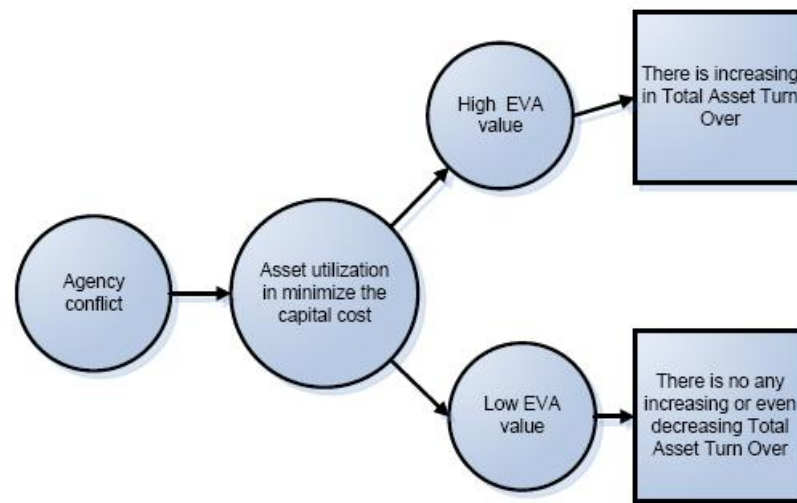 High EVA
value
There is increasing
in Total Asset Turn
Over
Agency
conflict
Asset utilization
in minimize the
capital cost
Low EVA
value
There is no any
increasing or even
decreasing Total
Asset Turn Over